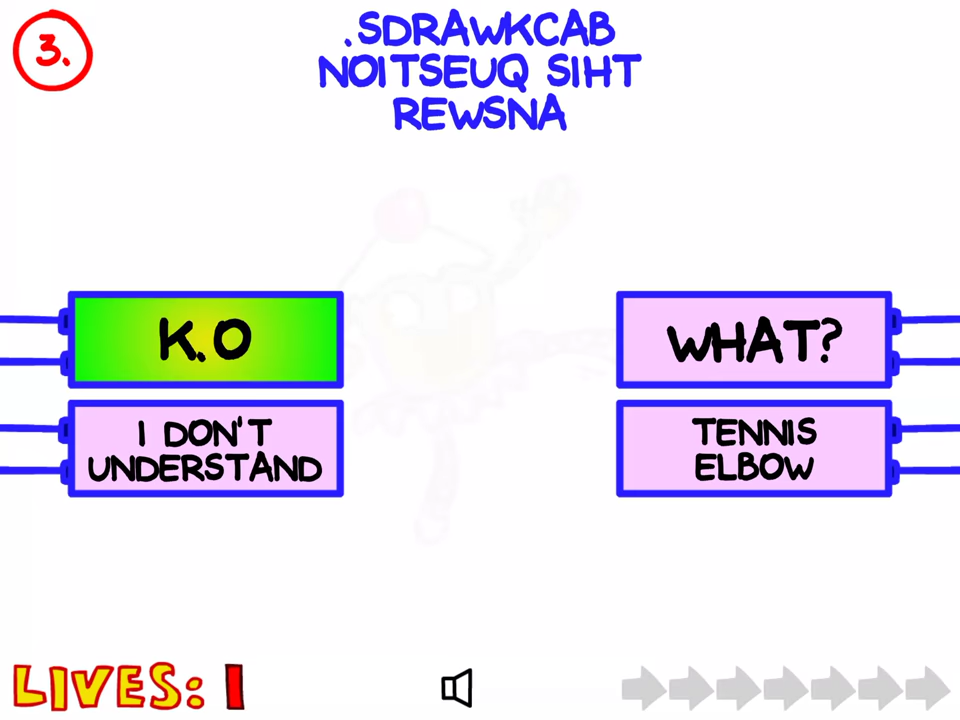 3.
.SDRAWKCAB
NOITSEUQ SIHT
REWSNA
K.O
WHAT?
I DON'T
UNDERSTAND
TENNIS
ELBOW
LIVES: 1